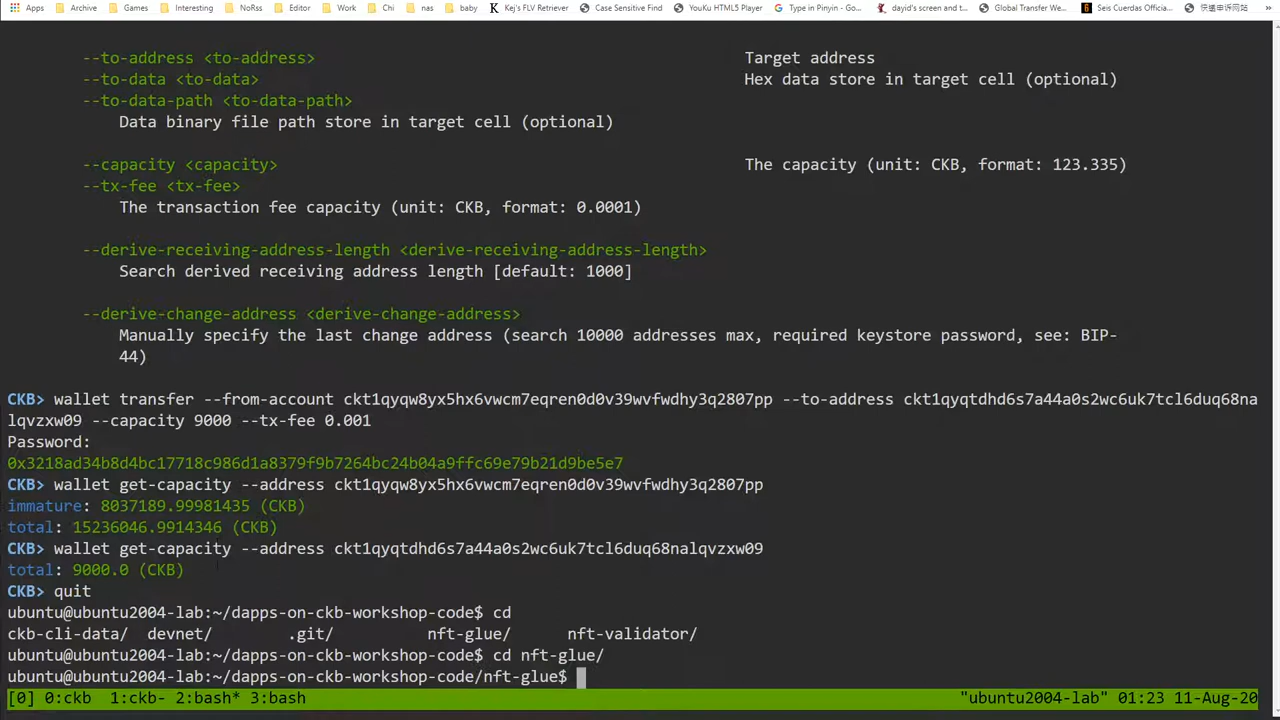 Apps Archive Games Interesting NoRss Editor Work Chi nas baby Kej's FLV Retriever Case Sensitive Find YouKu HTML5 Player Type in Pinyin - Go... dayid's screen and t... Global Transfer We... Seis Cuerdas Oficia... 快递申诉网站 »
--to-address <to-address> Target address
--to-data <to-data> Hex data store in target cell (optional)
--to-data-path <to-data-path>
Data binary file path store in target cell (optional)
--capacity <capacity> The capacity (unit: CKB, format: 123.335)
--tx-fee <tx-fee>
The transaction fee capacity (unit: CKB, format: 0.0001)
--derive-receiving-address-length <derive-receiving-address-length>
Search derived receiving address length [default: 1000]
--derive-change-address <derive-change-address>
Manually specify the last change address (search 10000 addresses max, required keystore password, see: BIP-
44)
CKB> wallet transfer --from-account ckt1qyqw8yx5hx6vwcm7eqren0d0v39wvfwdhy3q2807pp --to-address ckt1qyqtdhd6s7a44a0s2wc6uk7tcl6duq68na
lqvzxw09 --capacity 9000 --tx-fee 0.001
Password:
0x3218ad34b8d4bc17718c986d1a8379f9b7264bc24b04a9ffc69e79b21d9be5e7
CKB> wallet get-capacity --address ckt1qyqw8yx5hx6vwcm7eqren0d0v39wvfwdhy3q2807pp
immature: 8037189.99981435 (CKB)
total: 15236046.9914346 (CKB)
CKB> wallet get-capacity --address ckt1qyqtdhd6s7a44a0s2wc6uk7tcl6duq68nalqvzxw09
total: 9000.0 (CKB)
CKB> quit
ubuntu@ubuntu2004-lab:~/dapps-on-ckb-workshop-code$ cd
ckb-cli-data/ devnet/ .git/ nft-glue/ nft-validator/
ubuntu@ubuntu2004-lab:~/dapps-on-ckb-workshop-code$ cd nft-glue/
ubuntu@ubuntu2004-lab:~/dapps-on-ckb-workshop-code/nft-glue$
[0] 0:ckb 1:ckb- 2:bash* 3:bash "ubuntu2004-lab" 01:23 11-Aug-20